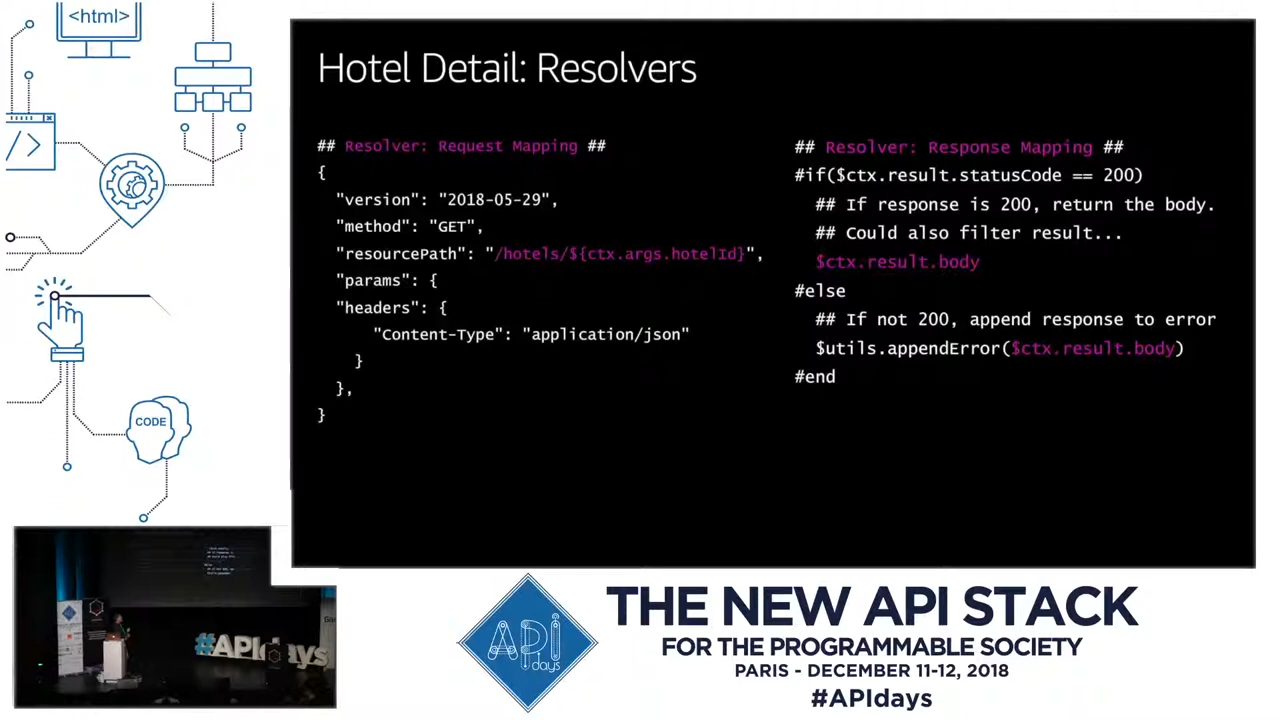 <html>
Hotel Detail: Resolvers
## Resolver: Request Mapping ##
{
"version": "2018-05-29",
"method": "GET",
"resourcePath": "/hotels/${ctx.args.hotelId}",
"params": {
"headers": {
"Content-Type": "application/json"
}
},
}
## Resolver: Response Mapping ##
#if($ctx.result.statusCode == 200)
## If response is 200, return the body.
## Could also filter result...
$ctx.result.body
#else
## If not 200, append response to error
$utils.appendError($ctx.result.body)
#end
</>
CODE
#APIdays
APi
days
THE NEW API STACK
FOR THE PROGRAMMABLE SOCIETY
PARIS - DECEMBER 11-12, 2018
#APIdays